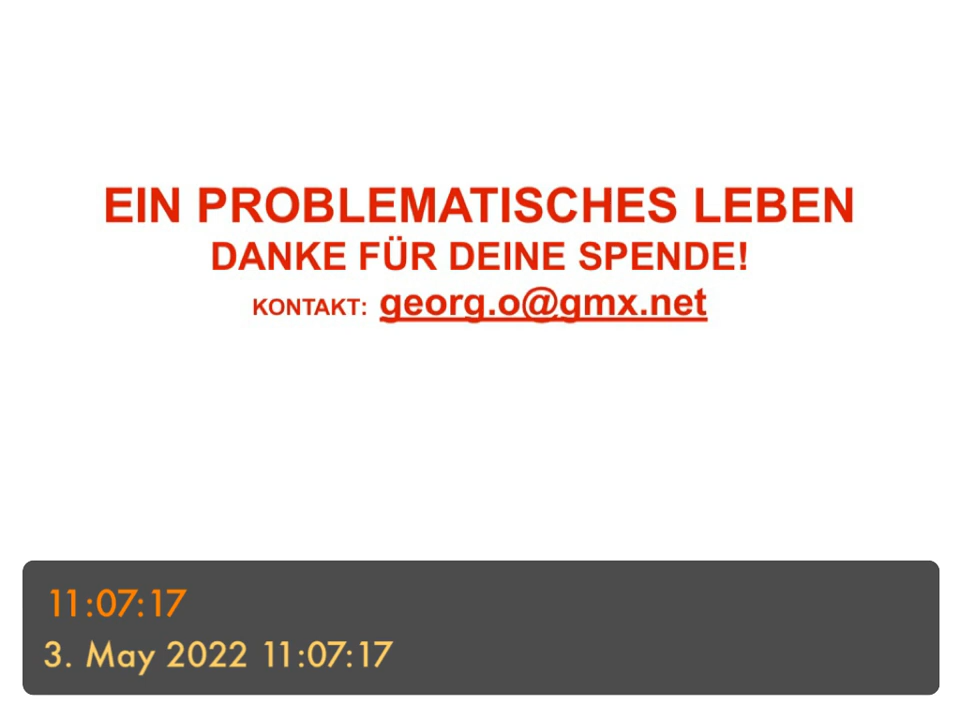 EIN PROBLEMATISCHES LEBEN
DANKE FÜR DEINE SPENDE!
KONTAKT: georg.o@gmx.net
11:07:17
3. May 2022 11:07:17